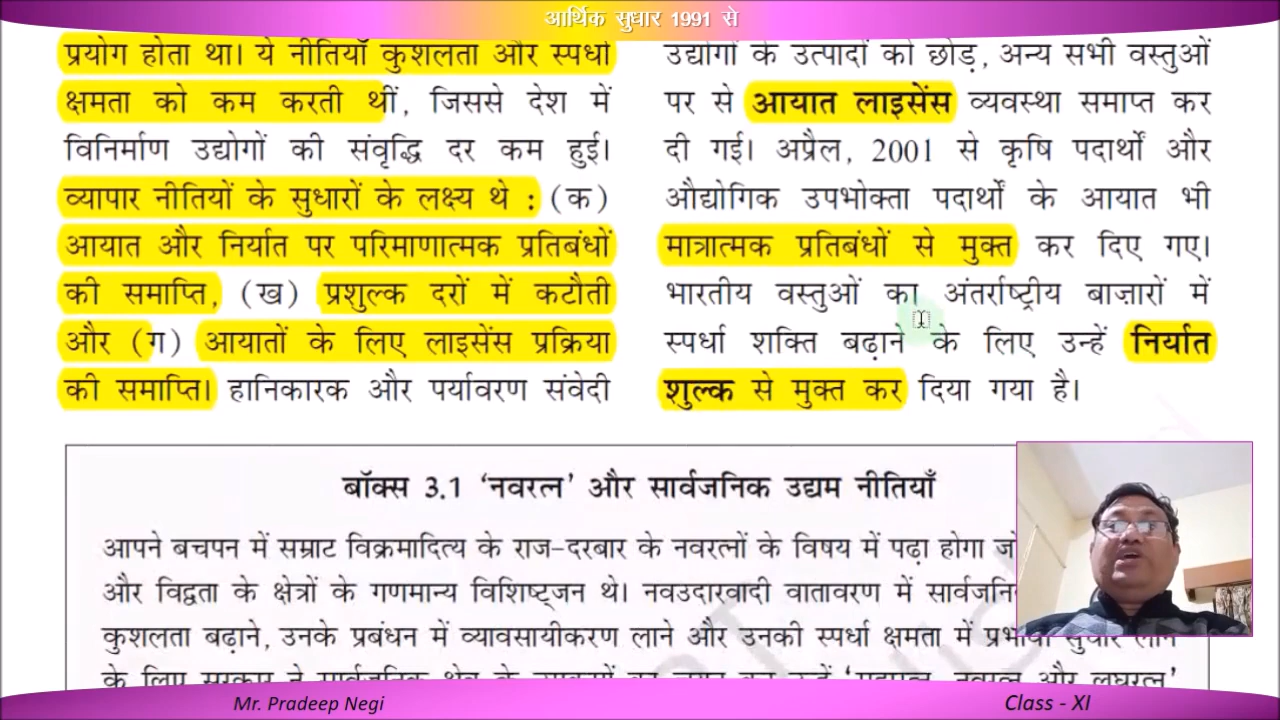 आर्थिक सुधार 1991 से
प्रयोग होता था। ये नीतियाँ कुशलता और स्पर्धा
क्षमता को कम करती थीं, जिससे देश में
विनिर्माण उद्योगों की संवृद्धि दर कम हुई।
व्यापार नीतियों के सुधारों के लक्ष्य थे : (क)
आयात और निर्यात पर परिमाणात्मक प्रतिबंधों
की समाप्ति, (ख) प्रशुल्क दरों में कटौती
और (ग) आयातों के लिए लाइसेंस प्रक्रिया
की समाप्ति। हानिकारक और पर्यावरण संवेदी
उद्योगों के उत्पादों को छोड़, अन्य सभी वस्तुओं
पर से आयात लाइसेंस व्यवस्था समाप्त कर
दी गई। अप्रैल, 2001 से कृषि पदार्थों और
औद्योगिक उपभोक्ता पदार्थों के आयात भी
मात्रात्मक प्रतिबंधों से मुक्त कर दिए गए।
भारतीय वस्तुओं का अंतर्राष्ट्रीय बाज़ारों में
स्पर्धा शक्ति बढ़ाने के लिए उन्हें निर्यात
शुल्क से मुक्त कर दिया गया है।
बॉक्स 3.1 ‘नवरत्न’ और सार्वजनिक उद्यम नीतियाँ
आपने बचपन में सम्राट विक्रमादित्य के राज-दरबार के नवरत्नों के विषय में पढ़ा होगा जो
और विद्वता के क्षेत्रों के गणमान्य विशिष्ट्जन थे। नवउदारवादी वातावरण में
कुशलता बढ़ाने, उनके प्रबंधन में व्यावसायीकरण लाने और उनकी स्पर्धा क्षमता में प्रभावी सुधार लाने
Mr. Pradeep Negi
Class - XI